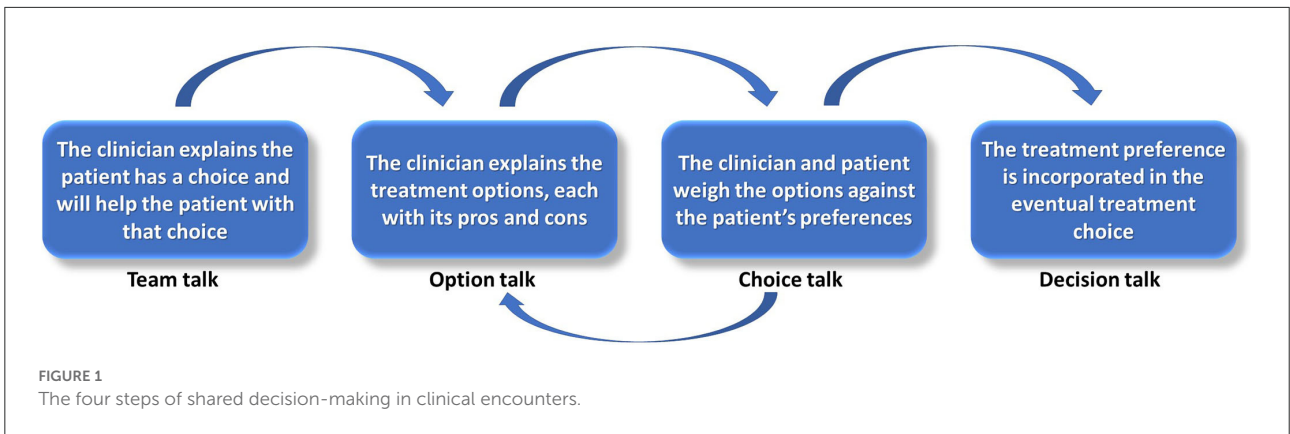 The clinician explains the
patient has a choice and
will help the patient with
that choice
Team talk
The clinician explains the
treatment options, each
with its pros and cons
Option talk
The clinician and patient
weigh the options against
the patient’s preferences
Choice talk
The treatment preference
is incorporated in the
eventual treatment
choice
Decision talk
FIGURE 1
The four steps of shared decision-making in clinical encounters.